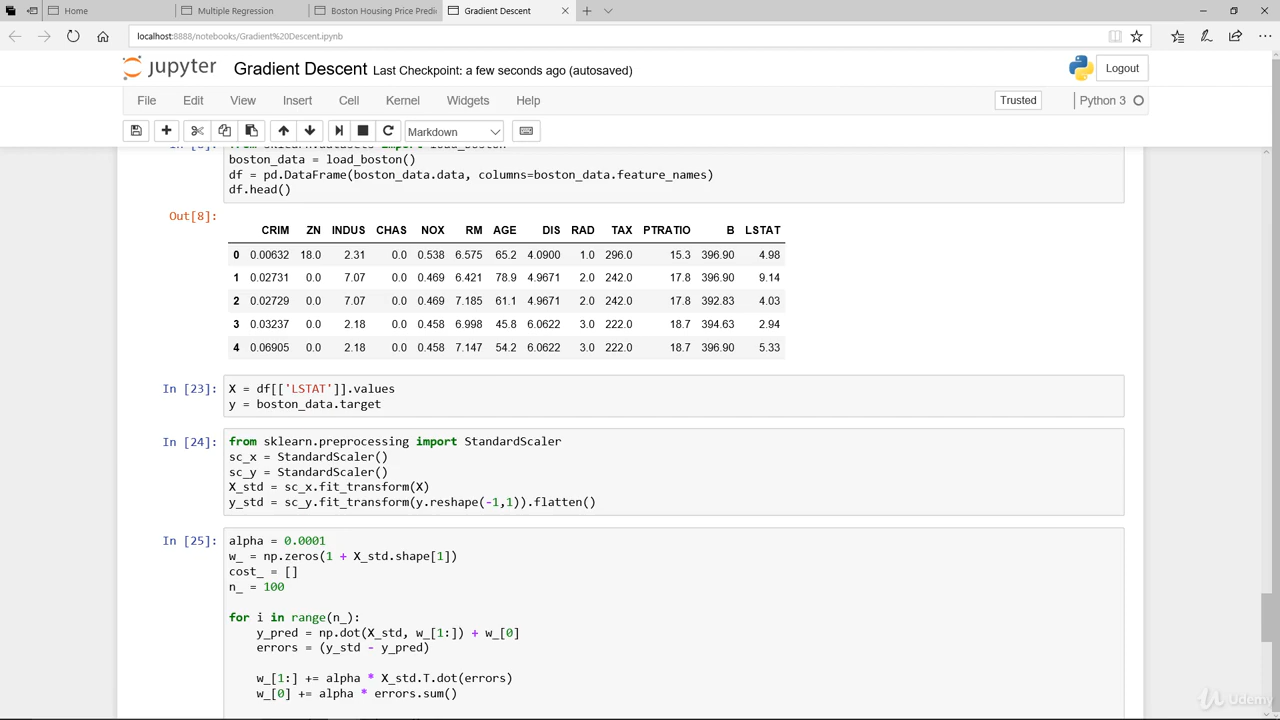 Home
Multiple Regression
Boston Housing Price Predi
Gradient Descent
localhost:8888/notebooks/Gradient%20Descent.ipynb
jupyter Gradient Descent Last Checkpoint: a few seconds ago (autosaved)
Logout
File Edit View Insert Cell Kernel Widgets Help
Trusted
Python 3
Markdown
boston_data = load_boston()
df = pd.DataFrame(boston_data.data, columns=boston_data.feature_names)
df.head()
Out[8]:
CRIM ZN INDUS CHAS NOX RM AGE DIS RAD TAX PTRATIO B LSTAT
0 0.00632 18.0 2.31 0.0 0.538 6.575 65.2 4.0900 1.0 296.0 15.3 396.90 4.98
1 0.02731 0.0 7.07 0.0 0.469 6.421 78.9 4.9671 2.0 242.0 17.8 396.90 9.14
2 0.02729 0.0 7.07 0.0 0.469 7.185 61.1 4.9671 2.0 242.0 17.8 392.83 4.03
3 0.03237 0.0 2.18 0.0 0.458 6.998 45.8 6.0622 3.0 222.0 18.7 394.63 2.94
4 0.06905 0.0 2.18 0.0 0.458 7.147 54.2 6.0622 3.0 222.0 18.7 396.90 5.33
In [23]: X = df[['LSTAT']].values
y = boston_data.target
In [24]: from sklearn.preprocessing import StandardScaler
sc_x = StandardScaler()
sc_y = StandardScaler()
X_std = sc_x.fit_transform(X)
y_std = sc_y.fit_transform(y.reshape(-1,1)).flatten()
In [25]: alpha = 0.0001
w_ = np.zeros(1 + X_std.shape[1])
cost_ = []
n_ = 100
for i in range(n_):
y_pred = np.dot(X_std, w_[1:]) + w_[0]
errors = (y_std - y_pred)
w_[1:] += alpha * X_std.T.dot(errors)
w_[0] += alpha * errors.sum()
Udemy